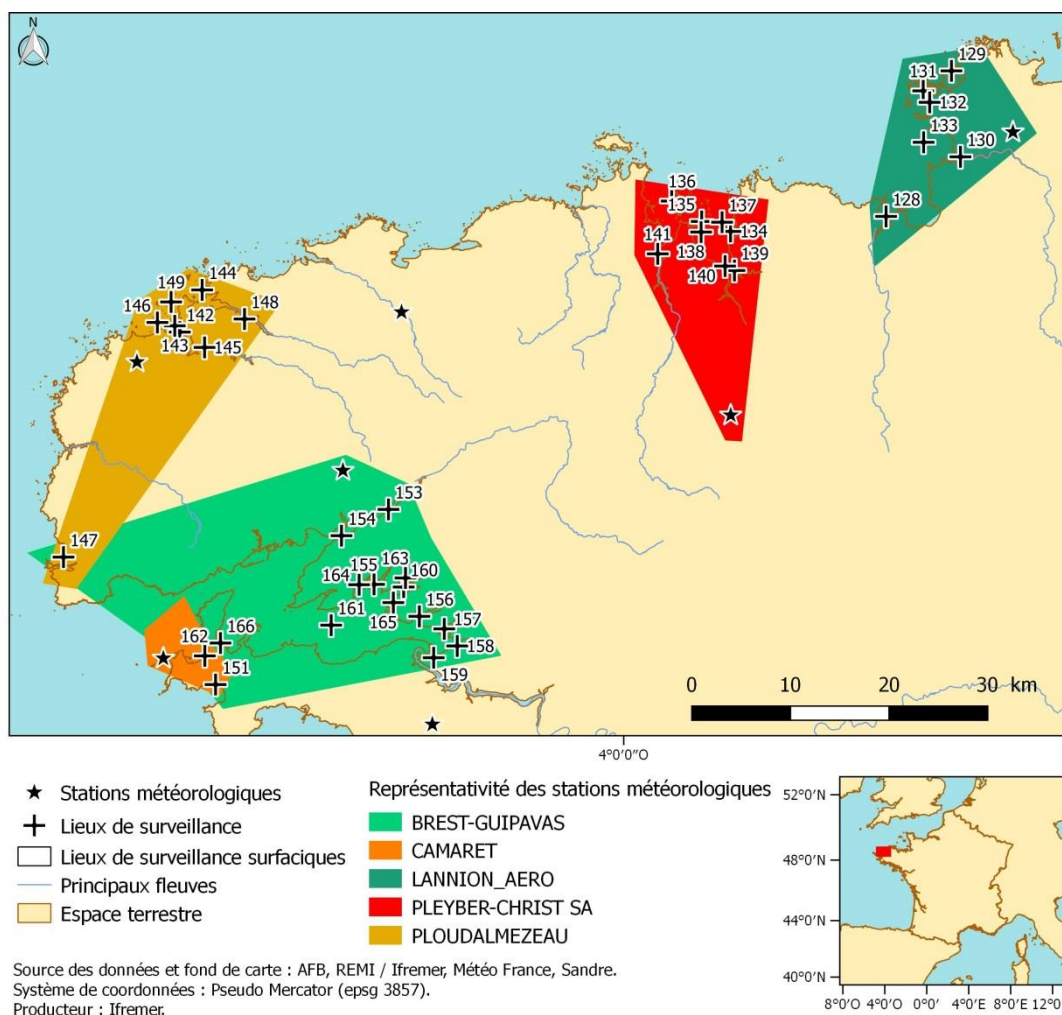 N
129
131
132
133
130
128
136
135
137
134
141
138
139
140
144
149
148
146
142
143
145
147
153
154
163
155
160
164
156
161
165
157
158
159
166
162
151
0 10 20 30 km
4°0'0"O
★ Stations météorologiques
Lieux de surveillance
Lieux de surveillance surfaciques
Principaux fleuves
Espace terrestre
Représentativité des stations météorologiques
BREST-GUIPAVAS
CAMARET
LANNION_AERO
PLEYBER-CHRIST SA
PLOUDALMEZEAU
52°0'N
48°0'N
44°0'N
40°0'N
8°0'O 4°0'O 0°0' 4°0'E 8°0'E 12°0'
Source des données et fond de carte : AFB, REMI / Ifremer, Météo France, Sandre.
Système de coordonnées : Pseudo Mercator (epsg 3857).
Producteur : Ifremer.